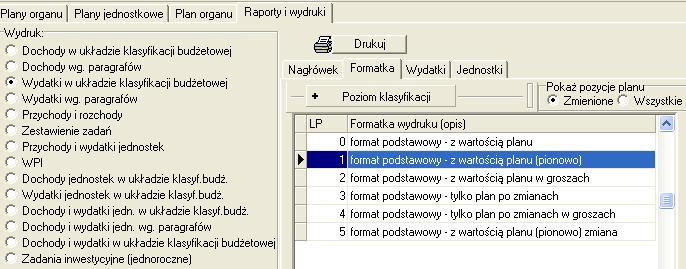 Plany organu Plany jednostkowe Plan organu Raporty i wydruki
Wydruk:
Dochody w układzie klasyfikacji budżetowej
Dochody wg. paragrafów
Wydatki w układzie klasyfikacji budżetowej
Wydatki wg. paragrafów
Przychody i rozchody
Zestawienie zadań
Przychody i wydatki jednostek
WPI
Dochody jednostek w układzie klasyf.budż.
Wydatki jednostek w układzie klasyf.budż.
Dochody i wydatki jedn. w układzie klasyf.budż.
Dochody i wydatki jedn. wg. paragrafów
Dochody i wydatki w układzie klasyfikacji budżetowej
Zadania inwestycyjne (jednoroczne)
Drukuj
Nagłówek Formatka Wydatki Jednostki
+ Poziom klasyfikacji
Pokaż pozycje planu
Zmienione Wszystkie
LP Formatka wydruku (opis)
0 format podstawowy - z wartością planu
1 format podstawowy - z wartością planu (pionowo)
2 format podstawowy - z wartością planu w groszach
3 format podstawowy - tylko plan po zmianach
4 format podstawowy - tylko plan po zmianach w groszach
5 format podstawowy - z wartością planu (pionowo) zmiana